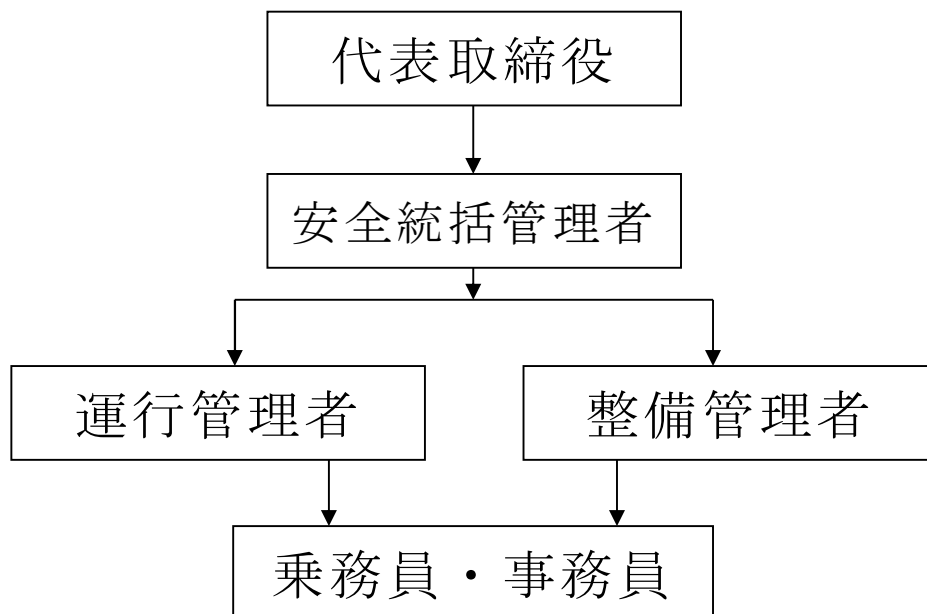 代表取締役
安全統括管理者
運行管理者
整備管理者
乗務員・事務員